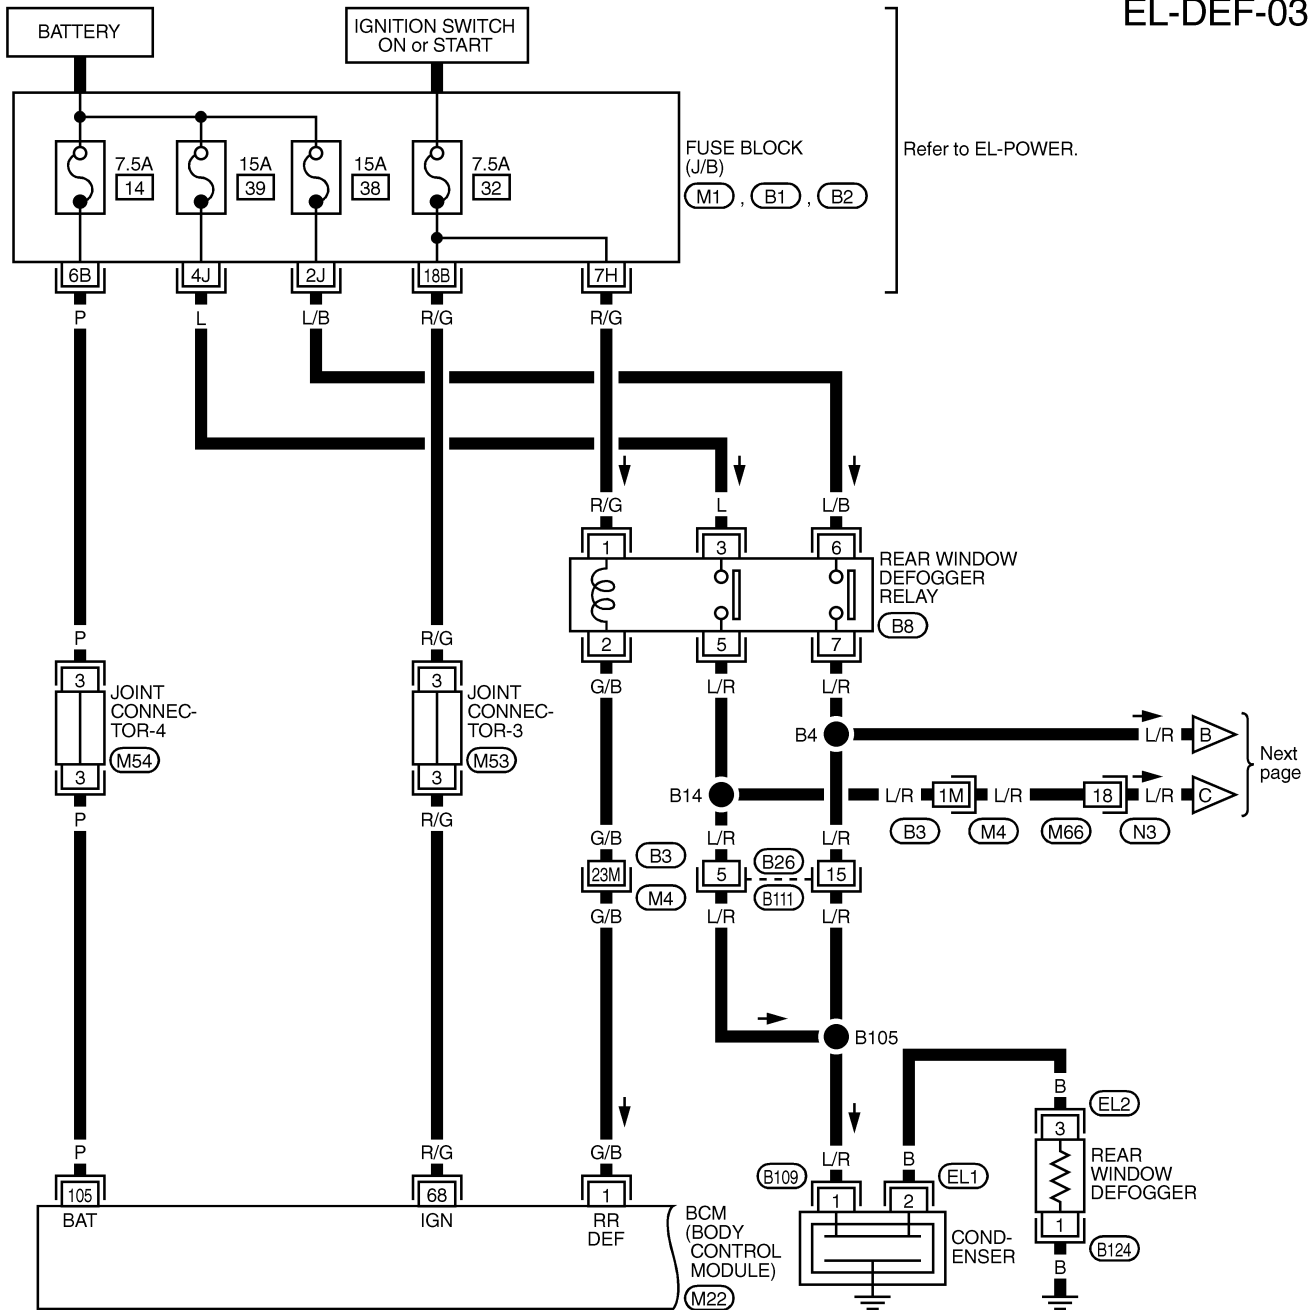 EL-DEF-03
BATTERY
IGNITION SWITCH
ON or START
7.5A
14
15A
39
15A
38
7.5A
32
FUSE BLOCK
(J/B)
M1 , B1 , B2
Refer to EL-POWER.
6B
4J
2J
18B
7H
P
L
L/B
R/G
R/G
R/G
L
L/B
1
3
6
REAR WINDOW
DEFOGGER
RELAY
B8
2
5
7
P
R/G
G/B
L/R
L/R
3
JOINT
CONNEC-
TOR-4
M54
3
3
JOINT
CONNEC-
TOR-3
M53
3
B4
L/R
B
Next
page
B14
L/R
1M
L/R
18
L/R
C
B3
M4
M66
N3
P
R/G
G/B
L/R
L/R
23M
B3
M4
5
B26
B111
15
G/B
L/R
L/R
B105
B
EL2
3
REAR
WINDOW
DEFOGGER
1
B124
B
P
R/G
G/B
L/R
B
B109
EL1
105
68
1
1
2
BAT
IGN
RR
DEF
BCM
(BODY
CONTROL
MODULE)
M22
COND-
ENSER